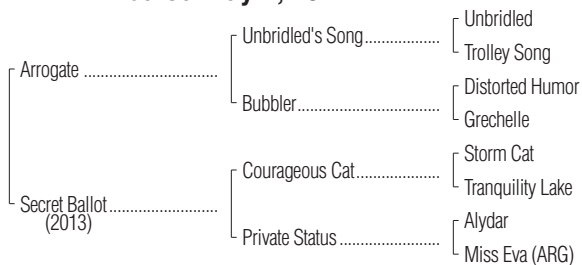 Unbridled
Unbridled's Song
Trolley Song
Arrogate
Distorted Humor
Bubbler
Grechelle
Storm Cat
Courageous Cat
Tranquility Lake
Secret Ballot
(2013)
Alydar
Private Status
Miss Eva (ARG)